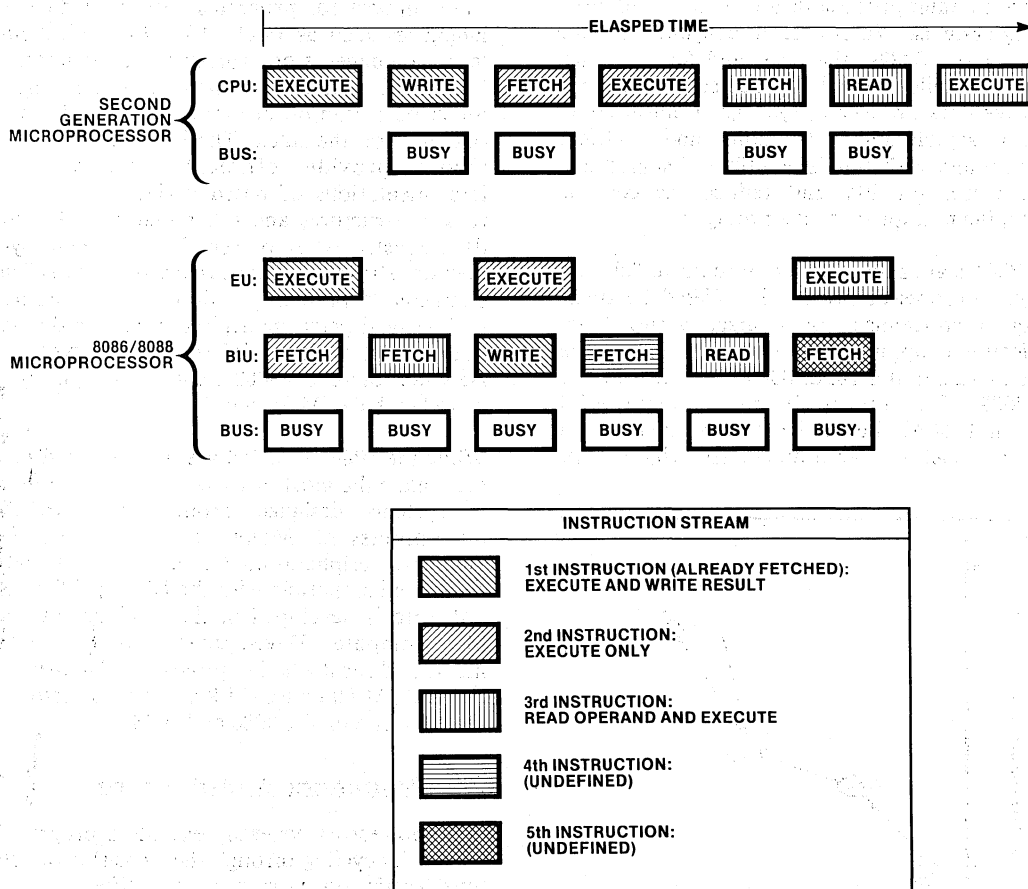 ELASPED TIME
SECOND
GENERATION
MICROPROCESSOR
CPU: EXECUTE WRITE FETCH EXECUTE FETCH READ EXECUTE
BUS: BUSY BUSY BUSY BUSY
8086/8088
MICROPROCESSOR
EU: EXECUTE EXECUTE EXECUTE
BIU: FETCH FETCH WRITE FETCH READ FETCH
BUS: BUSY BUSY BUSY BUSY BUSY BUSY
INSTRUCTION STREAM
1st INSTRUCTION (ALREADY FETCHED):
EXECUTE AND WRITE RESULT
2nd INSTRUCTION:
EXECUTE ONLY
3rd INSTRUCTION:
READ OPERAND AND EXECUTE
4th INSTRUCTION:
(UNDEFINED)
5th INSTRUCTION:
(UNDEFINED)